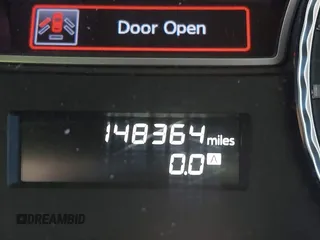 Door Open
148364 miles
0.0 A
DREAMBID